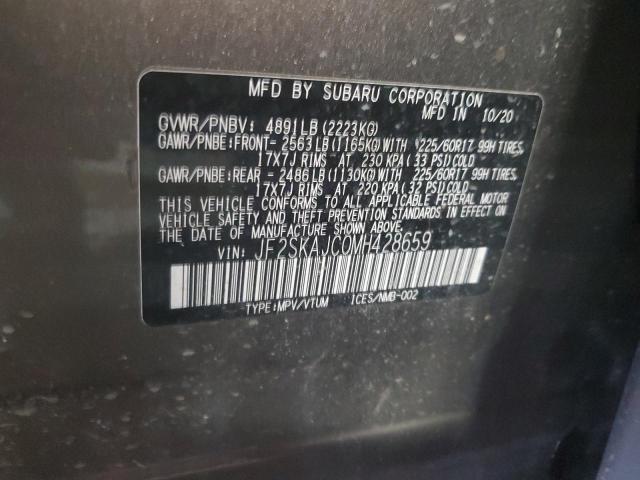 MFD BY SUBARU CORPORATION
MFD IN 10/20
GVWR/PNBV: 4891LB(2223KG)
GAWR/PNBE:FRONT- 2563LB(1165KG)WITH 225/60R17 99H TIRES,
17X7J RIMS AT 230 KPA(33 PSI)COLD
GAWR/PNBE:REAR - 2486LB(1130KG)WITH 225/60R17 99H TIRES,
17X7J RIMS AT 220 KPA(32 PSI)COLD
THIS VEHICLE CONFORMS TO ALL APPLICABLE FEDERAL MOTOR
VEHICLE SAFETY AND THEFT PREVENTION STANDARDS IN EFFECT ON
THE DATE OF MANUFACTURE SHOWN ABOVE.
VIN: JF2SKAJC0MH428659
TYPE:MPV/VTUM ICES/NMB-002